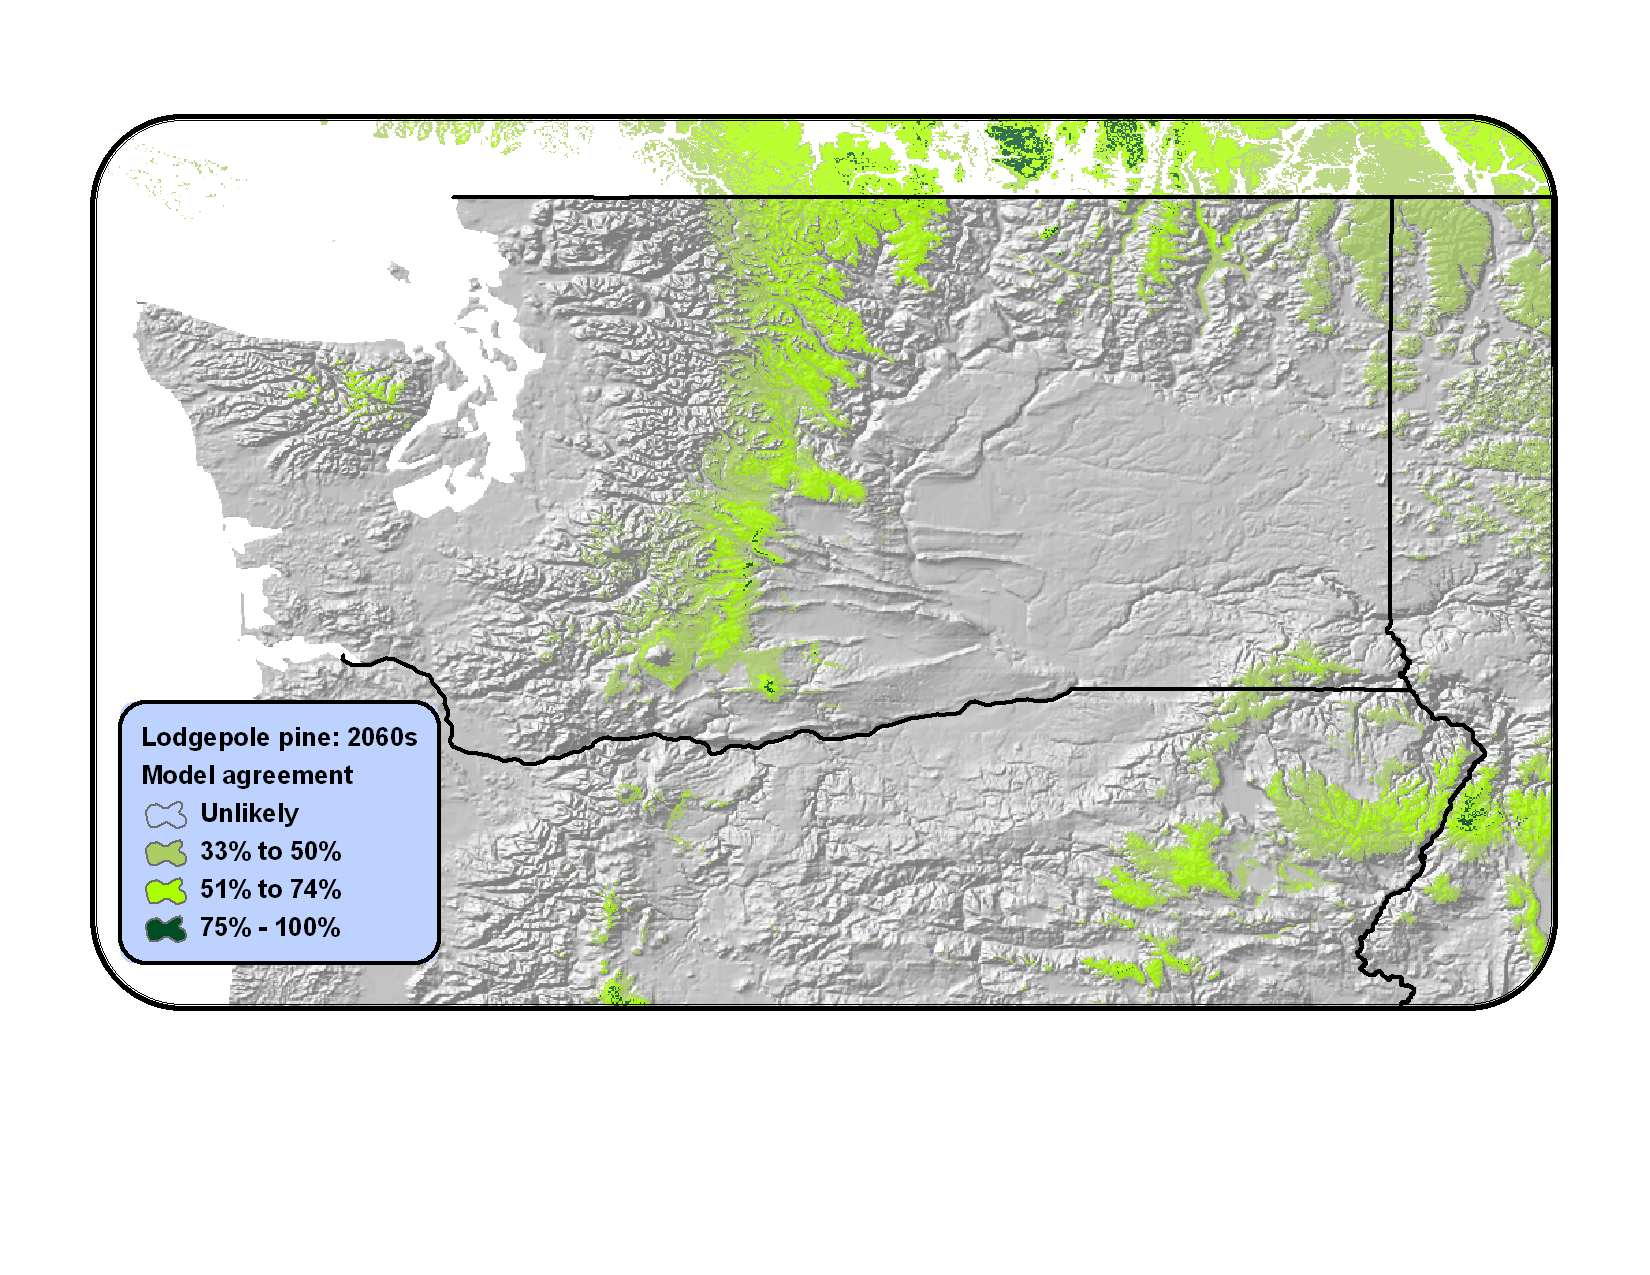 Lodgepole pine: 2060s
Model agreement
Unlikely
33% to 50%
51% to 74%
75% - 100%